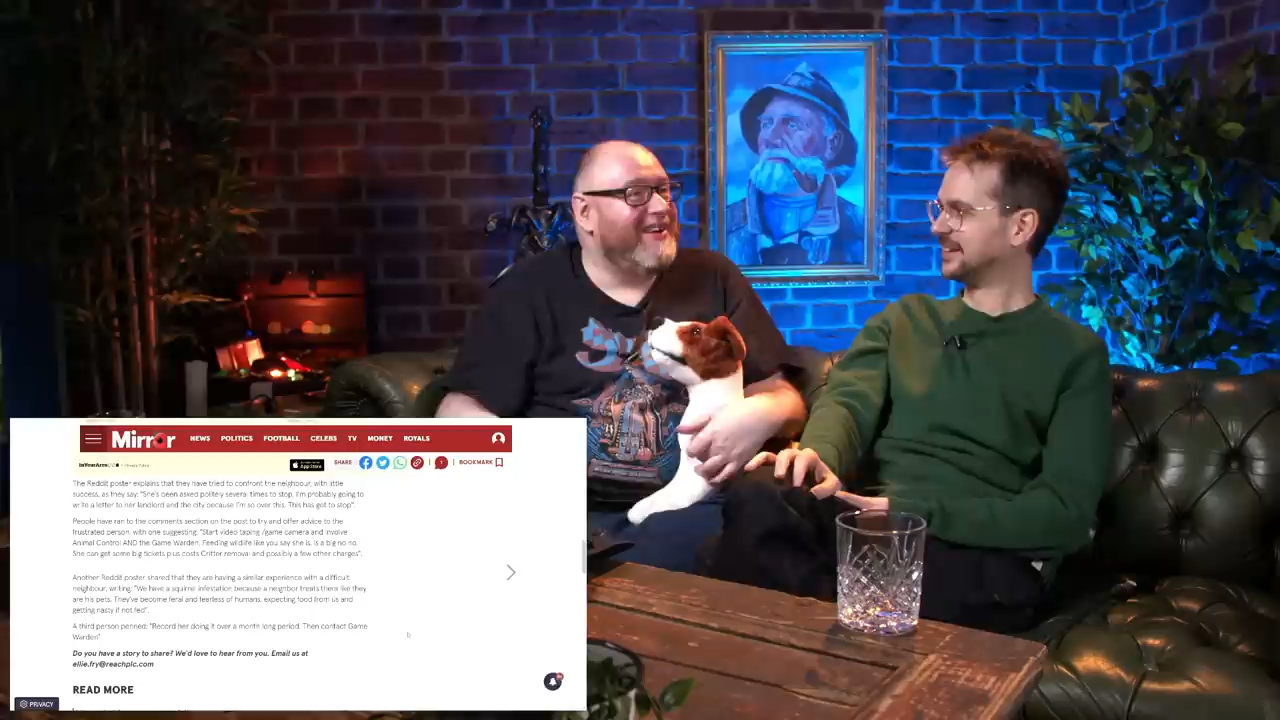 Mirror NEWS POLITICS FOOTBALL CELEBS TV MONEY ROYALS
InYourArea App Store SHARE BOOKMARK
The Reddit poster explains that they have tried to confront the neighbour, with little
success, as they say: "She's been asked politely several times to stop, I'm probably going to
write a letter to her landlord and the city because I'm so over this. This has got to stop".
People have ran to the comments section on the post to try and offer advice to the
frustrated person, with one suggesting: "Start video taping /game camera and involve
Animal Control AND the Game Warden. Feeding wildlife like you say she is, is a big no no.
She can get some big tickets plus costs Critter removal and possibly a few other charges".
Another Reddit poster shared that they are having a similar experience with a difficult
neighbour, writing: "We have a squirrel infestation because a neighbor treats them like they
are his pets. They've become feral and fearless of humans, expecting food from us and
getting nasty if not fed".
A third person penned: "Record her doing it over a month long period. Then contact Game
Warden"
Do you have a story to share? We'd love to hear from you. Email us at
ellie.fry@reachplc.com
READ MORE
PRIVACY